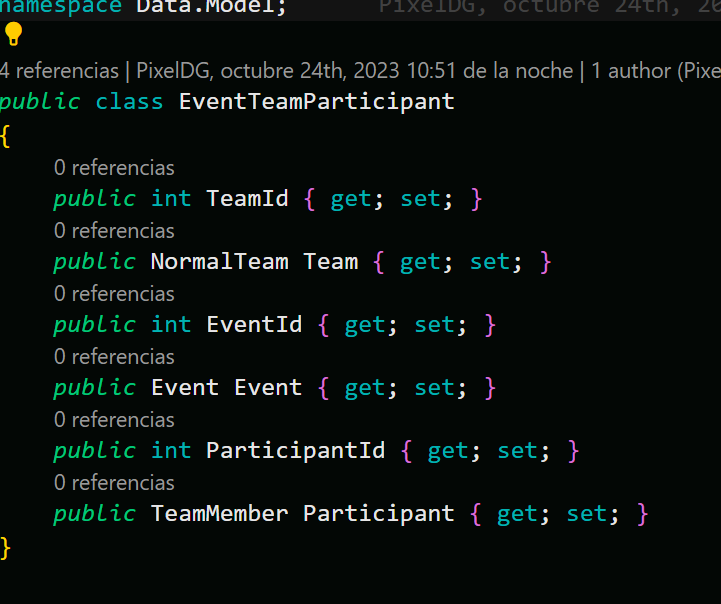 namespace Data.Model; PixelDG, octubre 24th, 20
4 referencias | PixelDG, octubre 24th, 2023 10:51 de la noche | 1 author (Pixe
public class EventTeamParticipant
{
0 referencias
public int TeamId { get; set; }
0 referencias
public NormalTeam Team { get; set; }
0 referencias
public int EventId { get; set; }
0 referencias
public Event Event { get; set; }
0 referencias
public int ParticipantId { get; set; }
0 referencias
public TeamMember Participant { get; set; }
}